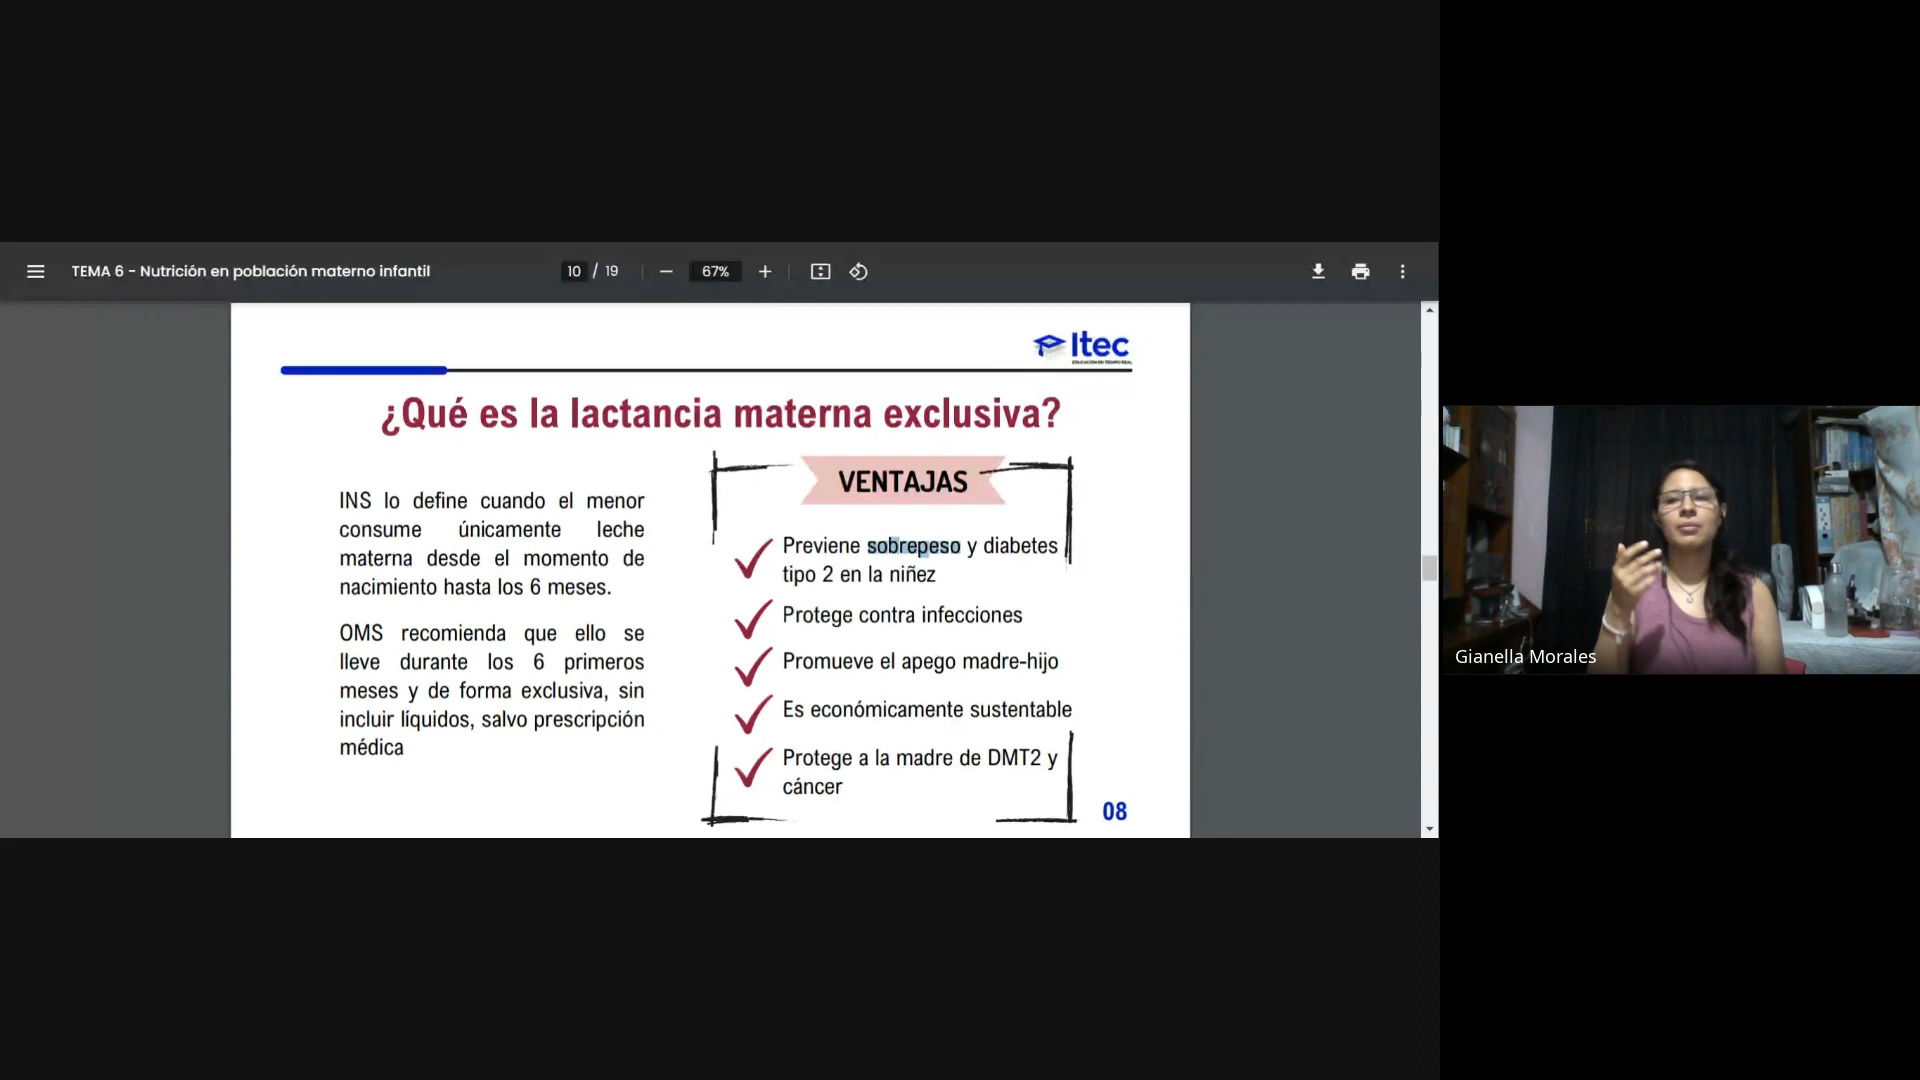 TEMA 6 - Nutrición en población materno infantil
10 / 19
67%
Itec
EDUCACIÓN EN TIEMPO REAL
¿Qué es la lactancia materna exclusiva?
INS lo define cuando el menor
consume únicamente leche
materna desde el momento de
nacimiento hasta los 6 meses.
OMS recomienda que ello se
lleve durante los 6 primeros
meses y de forma exclusiva, sin
incluir líquidos, salvo prescripción
médica
VENTAJAS
Previene sobrepeso y diabetes
tipo 2 en la niñez
Protege contra infecciones
Promueve el apego madre-hijo
Es económicamente sustentable
Protege a la madre de DMT2 y
cáncer
08
Gianella Morales